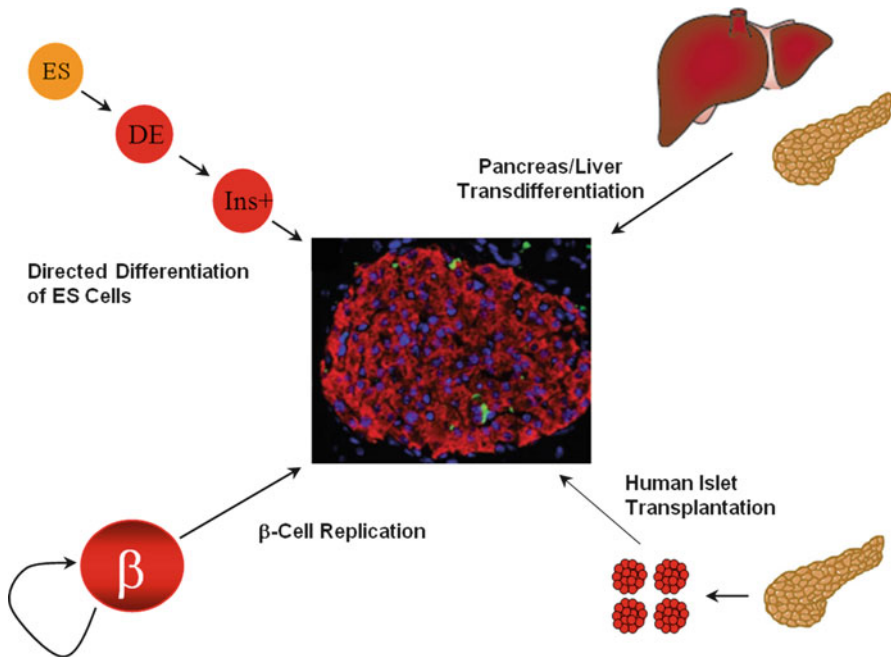 ES
DE
Ins+
Directed Differentiation
of ES Cells
Pancreas/Liver
Transdifferentiation
β
β-Cell Replication
Human Islet
Transplantation